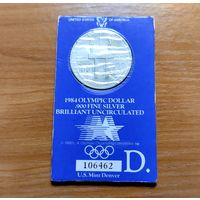 UNITED STATES OF AMERICA
1984 OLYMPIC DOLLAR
.900 FINE SILVER
BRILLIANT UNCIRCULATED
106462
D.
U.S. Mint Denver